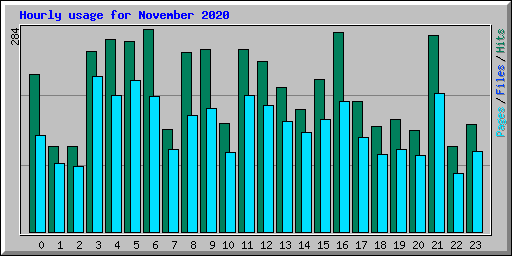 Hourly usage for November 2020
284
Pages / Files / Hits
0 1 2 3 4 5 6 7 8 9 10 11 12 13 14 15 16 17 18 19 20 21 22 23